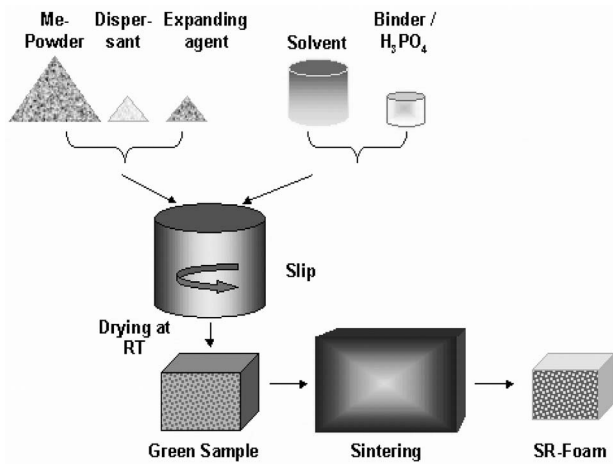 Me-
Powder
Disper-
sant
Expanding
agent
Solvent
Binder /
H₃PO₄
Slip
Drying at
RT
Green Sample
Sintering
SR-Foam